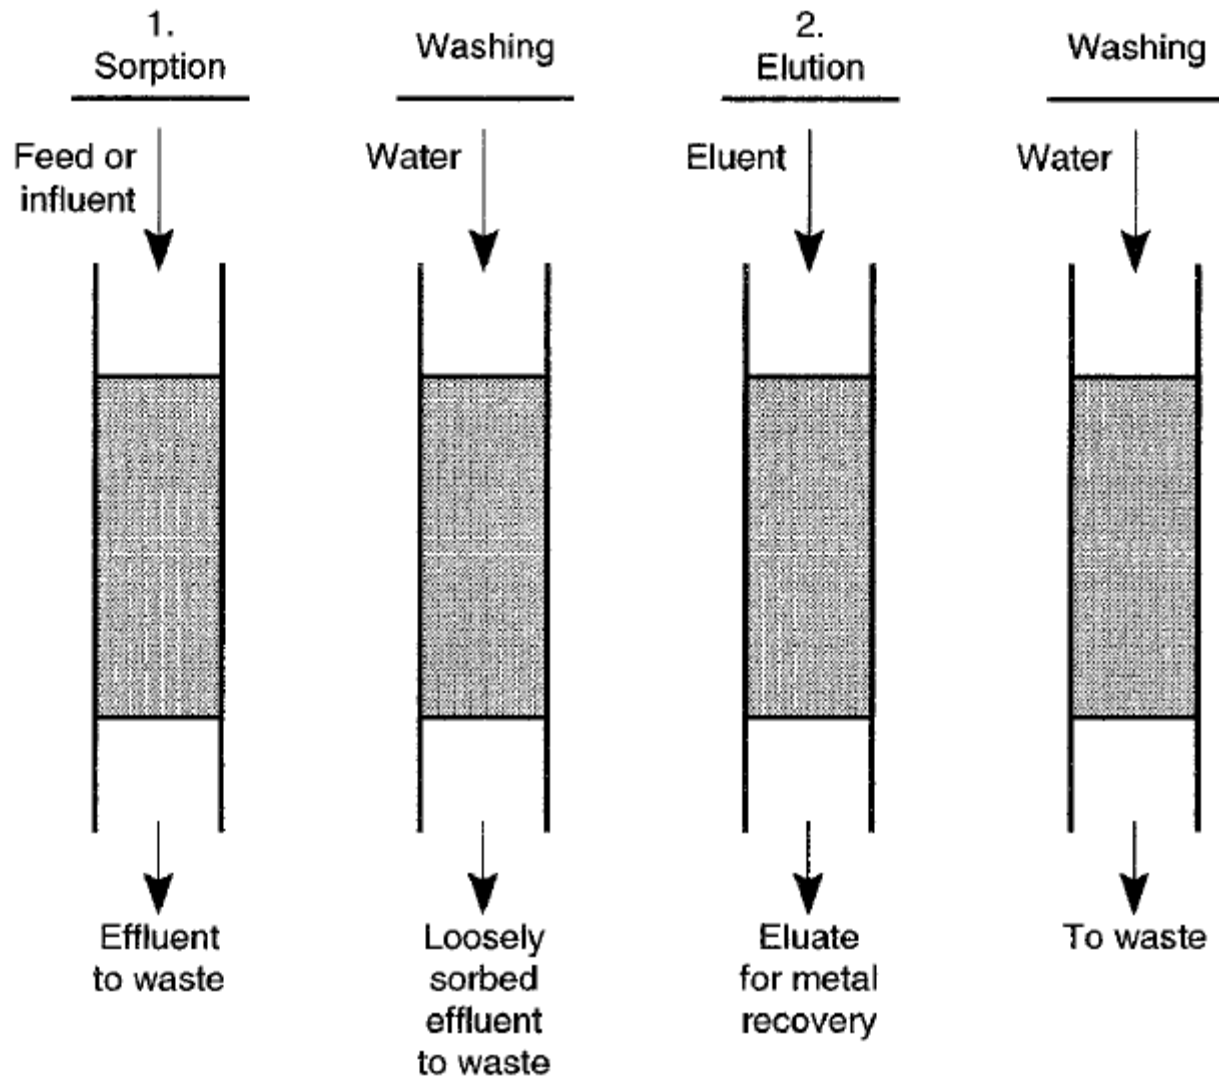 1.
Sorption
Washing
2.
Elution
Washing
Feed or
influent
Water
Eluent
Water
Effluent
to waste
Loosely
sorbed
effluent
to waste
Eluate
for metal
recovery
To waste